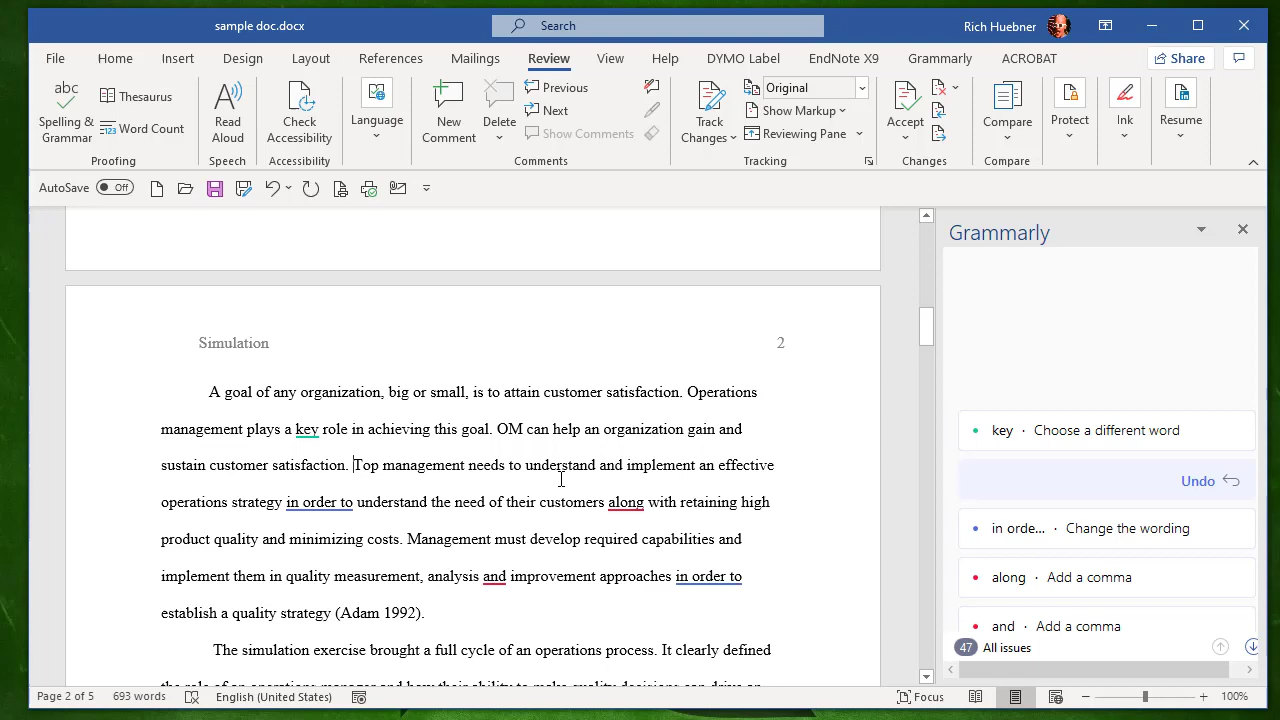 sample doc.docx
Search
Rich Huebner
File Home Insert Design Layout References Mailings Review View Help DYMO Label EndNote X9 Grammarly ACROBAT Share
abc
Spelling & Grammar
Thesaurus
123 Word Count
Proofing
Read Aloud
Speech
Check Accessibility
Accessibility
Language
New Comment
Delete
Previous
Next
Show Comments
Comments
Track Changes
Original
Show Markup
Reviewing Pane
Tracking
Accept
Changes
Compare
Compare
Protect
Ink
Resume
AutoSave Off
Grammarly
Simulation 2
A goal of any organization, big or small, is to attain customer satisfaction. Operations
management plays a key role in achieving this goal. OM can help an organization gain and
sustain customer satisfaction. Top management needs to understand and implement an effective
operations strategy in order to understand the need of their customers along with retaining high
product quality and minimizing costs. Management must develop required capabilities and
implement them in quality measurement, analysis and improvement approaches in order to
establish a quality strategy (Adam 1992).
The simulation exercise brought a full cycle of an operations process. It clearly defined
key · Choose a different word
Undo
in orde... · Change the wording
along · Add a comma
and · Add a comma
47 All issues
Page 2 of 5 693 words English (United States) Focus 100%